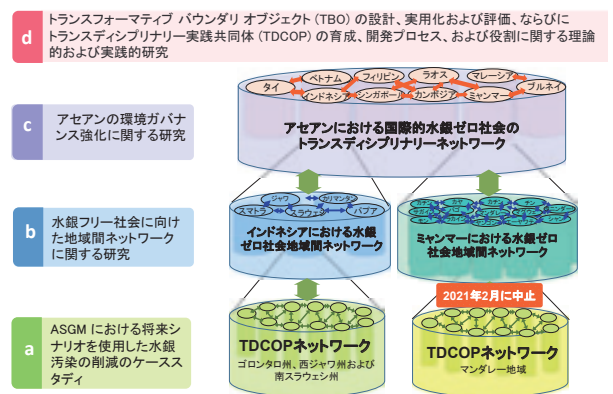 d
トランスフォーマティブ バウンダリ オブジェクト (TBO) の設計、実用化および評価、ならびに
トランスディシプリナリー実践共同体 (TDCOP) の育成、開発プロセス、および役割に関する理論
的および実践的研究
タイ
ベトナム
フィリピン
ラオス
マレーシア
ブルネイ
インドネシア
シンガポール
カンボジア
ミャンマー
アセアンにおける国際的水銀ゼロ社会の
トランスディシプリナリーネットワーク
c
アセアンの環境ガバナ
ンス強化に関する研究
b
水銀フリー社会に向け
た地域間ネットワーク
に関する研究
ジャワ
カリマンタン
スマトラ
スラウェシ
パプア
インドネシアにおける水銀
ゼロ社会地域間ネットワーク
カチン
カヤ
カチン
チン
ミャンマーにおける水銀ゼロ
社会地域間ネットワーク
2021年2月に中止
a
ASGM における将来シ
ナリオを使用した水銀
汚染の削減のケースス
タディ
TDCOPネットワーク
ゴロンタロ州、西ジャワ州および
南スラウェシ州
TDCOPネットワーク
マンダレー地域